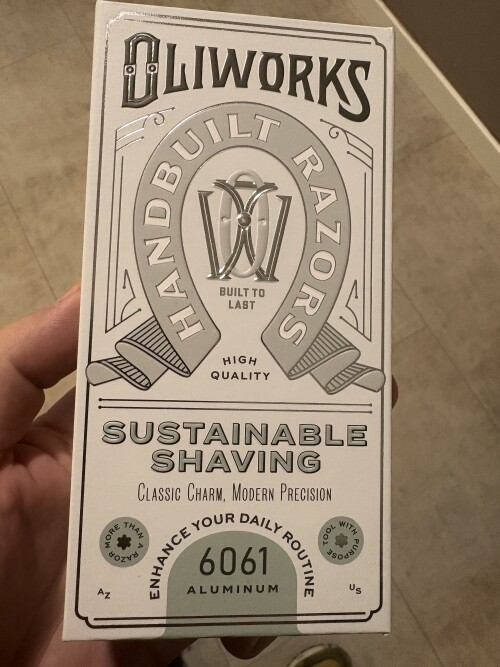 OLIWORKS
HANDBUILT RAZORS
OW
BUILT TO
LAST
HIGH
QUALITY
SUSTAINABLE
SHAVING
CLASSIC CHARM, MODERN PRECISION
MORE THAN A RAZOR
ENHANCE YOUR DAILY ROUTINE
TOOL WITH PURPOSE
6061
ALUMINUM
AZ
US